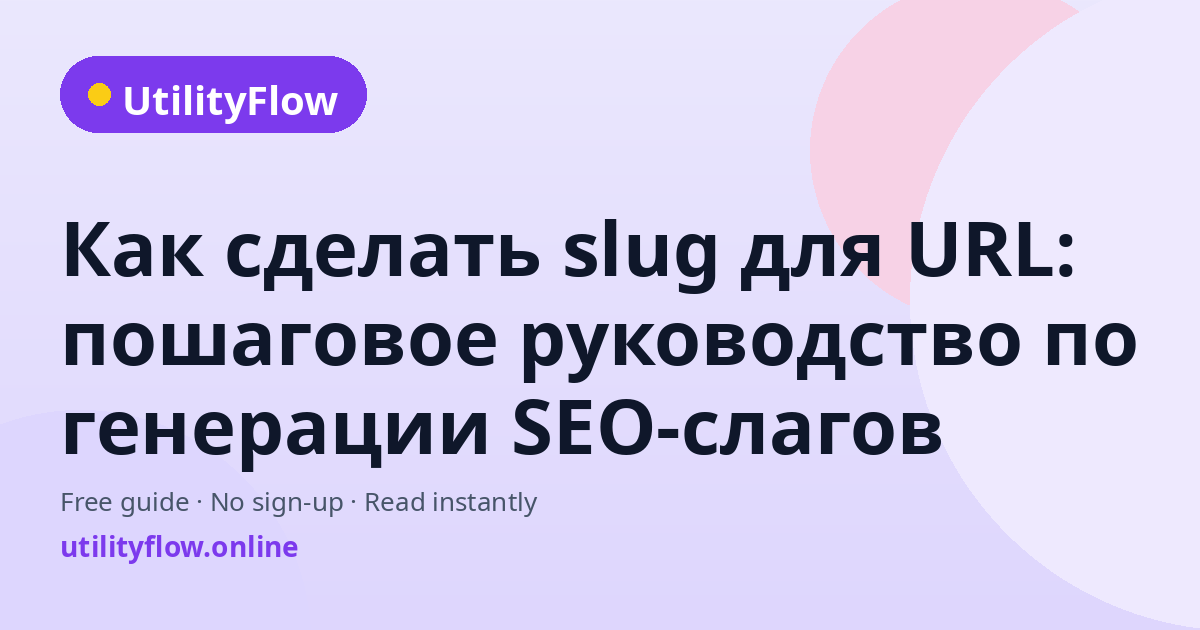 UtilityFlow
Как сделать slug для URL:
пошаговое руководство по
генерации SEO-слагов
Free guide · No sign-up · Read instantly
utilityflow.online